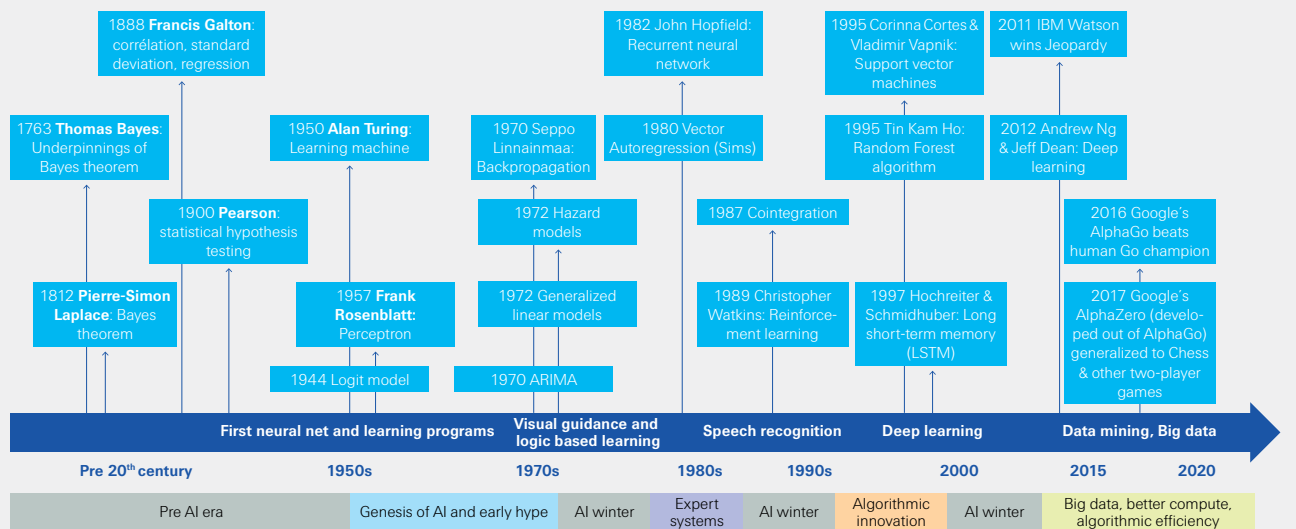 1888 Francis Galton:
corrélation, standard
deviation, regression
1982 John Hopfield:
Recurrent neural
network
1995 Corinna Cortes &
Vladimir Vapnik:
Support vector
machines
2011 IBM Watson
wins Jeopardy
1763 Thomas Bayes:
Underpinnings of
Bayes theorem
1950 Alan Turing:
Learning machine
1970 Seppo
Linnainmaa:
Backpropagation
1980 Vector
Autoregression (Sims)
1995 Tin Kam Ho:
Random Forest
algorithm
2012 Andrew Ng
& Jeff Dean: Deep
learning
1900 Pearson:
statistical hypothesis
testing
1972 Hazard
models
1987 Cointegration
2016 Google's
AlphaGo beats
human Go champion
1812 Pierre-Simon
Laplace: Bayes
theorem
1957 Frank
Rosenblatt:
Perceptron
1972 Generalized
linear models
1989 Christopher
Watkins: Reinforce-
ment learning
1997 Hochreiter &
Schmidhuber: Long
short-term memory
(LSTM)
2017 Google's
AlphaZero (develo-
ped out of AlphaGo)
generalized to Chess
& other two-player
games
1944 Logit model
1970 ARIMA
First neural net and learning programs
Visual guidance and
logic based learning
Speech recognition
Deep learning
Data mining, Big data
Pre 20th century
1950s
1970s
1980s
1990s
2000
2015
2020
Pre AI era
Genesis of AI and early hype
AI winter
Expert
systems
AI winter
Algorithmic
innovation
AI winter
Big data, better compute,
algorithmic efficiency